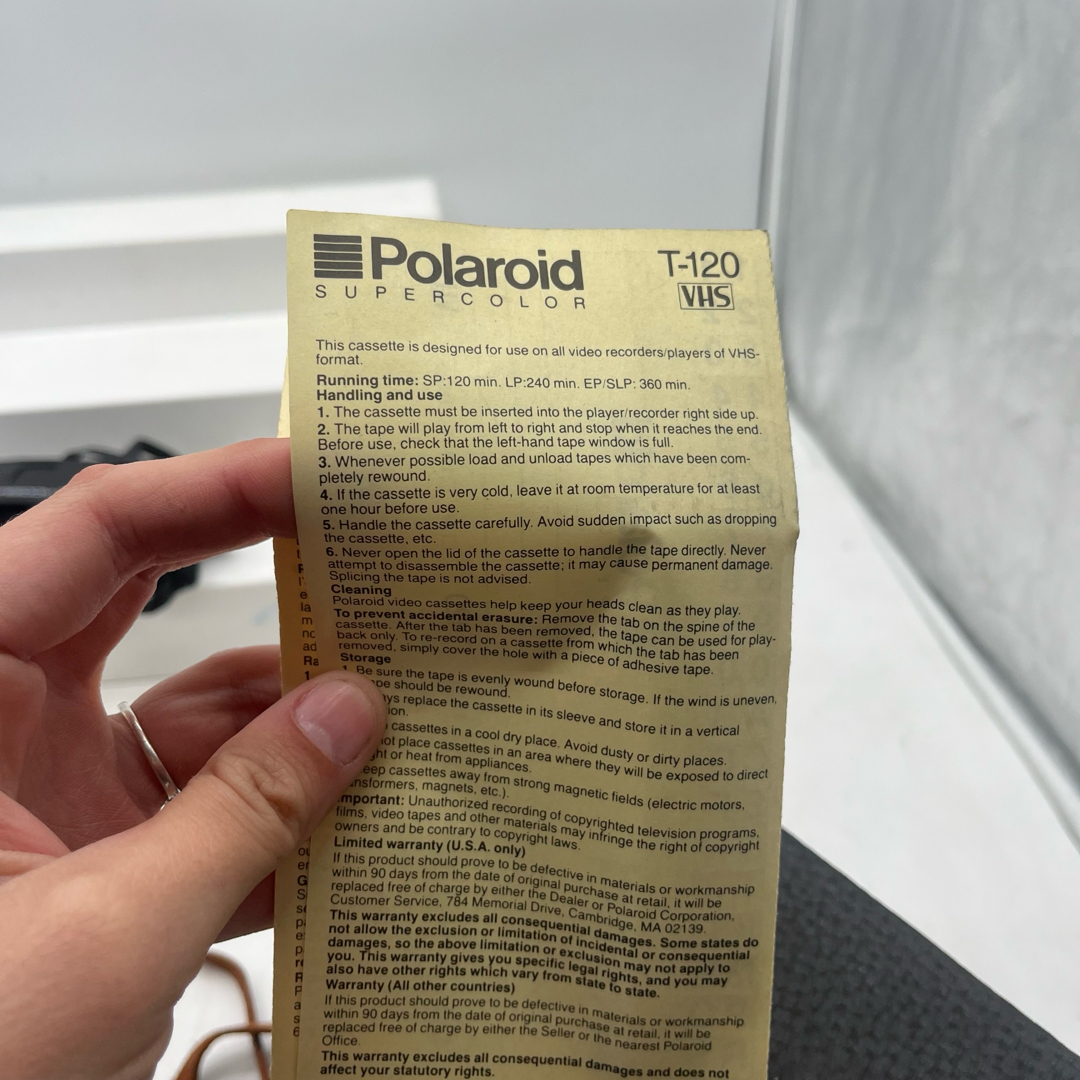 Polaroid
SUPERCOLOR
T-120
VHS
This cassette is designed for use on all video recorders/players of VHS-
format.
Running time: SP:120 min. LP:240 min. EP/SLP: 360 min.
Handling and use
1. The cassette must be inserted into the player/recorder right side up.
2. The tape will play from left to right and stop when it reaches the end.
Before use, check that the left-hand tape window is full.
3. Whenever possible load and unload tapes which have been com-
pletely rewound.
4. If the cassette is very cold, leave it at room temperature for at least
one hour before use.
5. Handle the cassette carefully. Avoid sudden impact such as dropping
the cassette, etc.
6. Never open the lid of the cassette to handle the tape directly. Never
attempt to disassemble the cassette; it may cause permanent damage.
Splicing the tape is not advised.
Cleaning
Polaroid video cassettes help keep your heads clean as they play.
To prevent accidental erasure: Remove the tab on the spine of the
cassette. After the tab has been removed, the tape can be used for play-
back only. To re-record on a cassette from which the tab has been
removed, simply cover the hole with a piece of adhesive tape.
Storage
1. Be sure the tape is evenly wound before storage. If the wind is uneven,
should be rewound.
replace the cassette in its sleeve and store it in a vertical
cassettes in a cool dry place. Avoid dusty or dirty places.
place cassettes in an area where they will be exposed to direct
or heat from appliances.
cassettes away from strong magnetic fields (electric motors,
magnets, etc.).
Important: Unauthorized recording of copyrighted television programs,
films, video tapes and other materials may infringe the right of copyright
owners and be contrary to copyright laws.
Limited warranty (U.S.A. only)
If this product should prove to be defective in materials or workmanship
within 90 days from the date of original purchase at retail, it will be
replaced free of charge by either the Dealer or Polaroid Corporation,
Customer Service, 784 Memorial Drive, Cambridge, MA 02139.
This warranty excludes all consequential damages. Some states do
not allow the exclusion or limitation of incidental or consequential
damages, so the above limitation or exclusion may not apply to
you. This warranty gives you specific legal rights, and you may
also have other rights which vary from state to state.
Warranty (All other countries)
If this product should prove to be defective in materials or workmanship
within 90 days from the date of original purchase at retail, it will be
replaced free of charge by either the Seller or the nearest Polaroid
Office.
This warranty excludes all consequential damages and does not
affect your statutory rights.